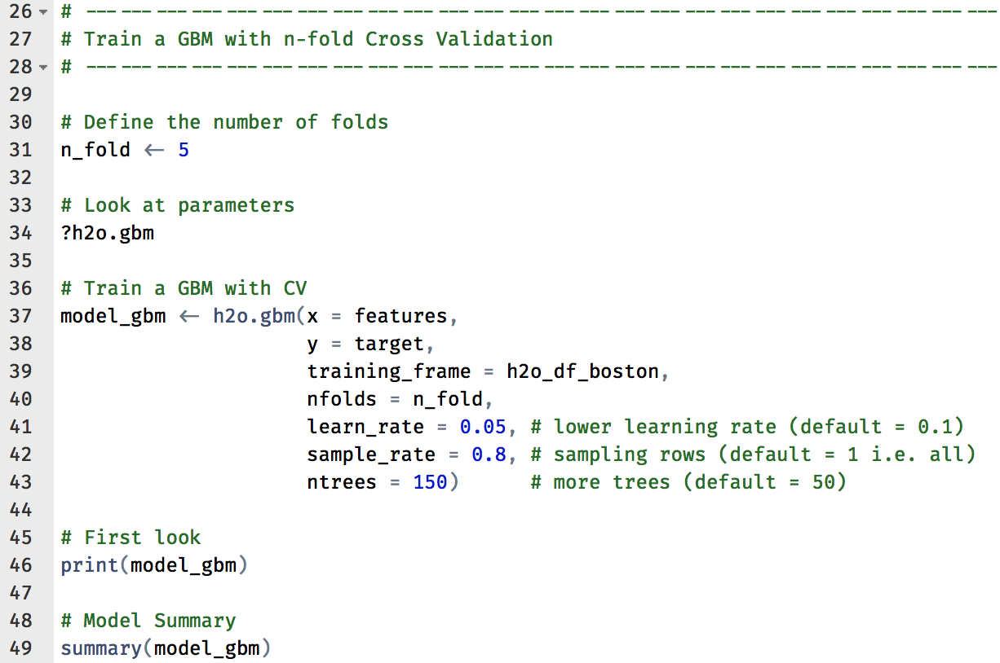 26 # -- -- -- -- -- -- -- -- -- -- -- -- -- -- -- -- -- -- -- -- -- -- -- -- -- --
27 # Train a GBM with n-fold Cross Validation
28 # -- -- -- -- -- -- -- -- -- -- -- -- -- -- -- -- -- -- -- -- -- -- -- -- -- --
29
30 # Define the number of folds
31 n_fold ← 5
32
33 # Look at parameters
34 ?h2o.gbm
35
36 # Train a GBM with CV
37 model_gbm ← h2o.gbm(x = features,
38 y = target,
39 training_frame = h2o_df_boston,
40 nfolds = n_fold,
41 learn_rate = 0.05, # lower learning rate (default = 0.1)
42 sample_rate = 0.8, # sampling rows (default = 1 i.e. all)
43 ntrees = 150) # more trees (default = 50)
44
45 # First look
46 print(model_gbm)
47
48 # Model Summary
49 summary(model_gbm)